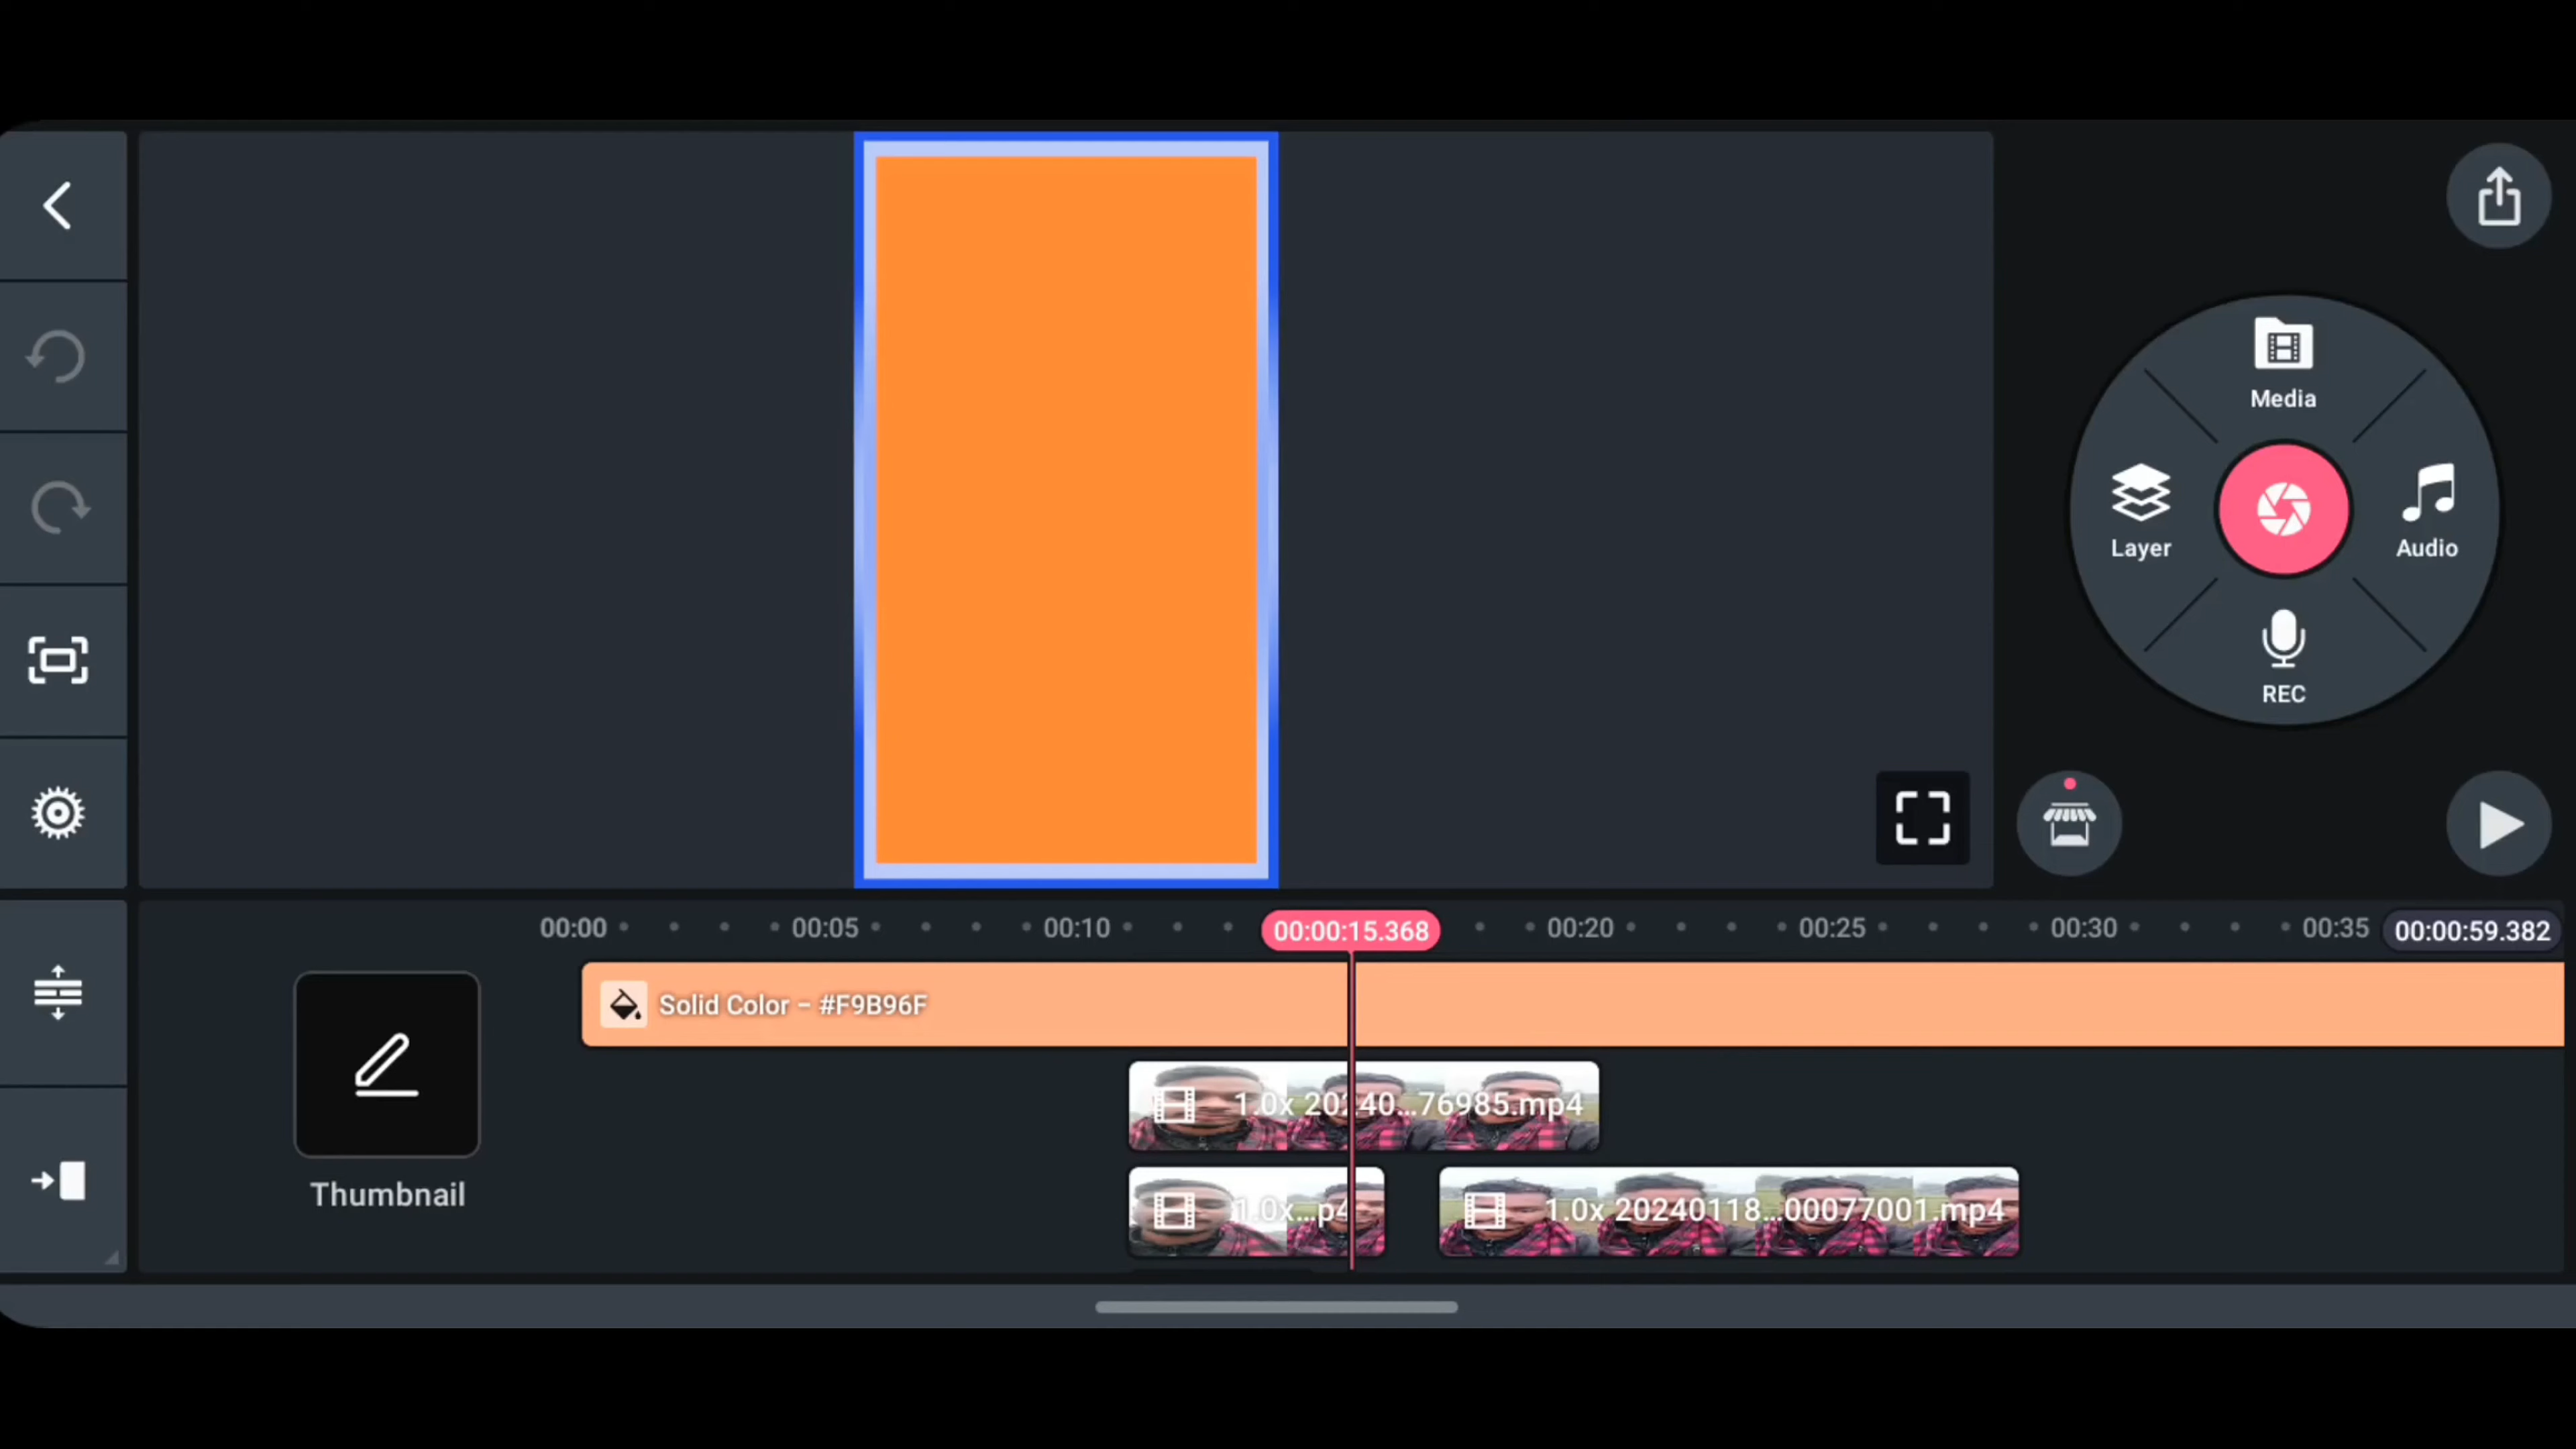 Media
Layer
Audio
REC
00:00
00:05
00:10
00:00:15.368
00:20
00:25
00:30
00:35
00:00:59.382
Solid Color - #F9B96F
1.0x 20240...76985.mp4
Thumbnail
1.0x...p4
1.0x 20240118...00077001.mp4